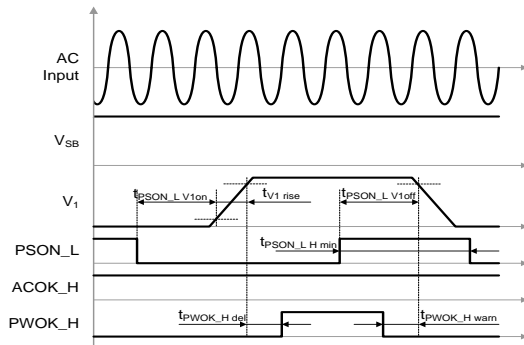 AC
Input
VSB
V1
tPSON_L V1on
tV1 rise
tPSON_L V1off
PSON_L
tPSON_L H min
ACOK_H
PWOK_H
tPWOK_H del
tPWOK_H warn